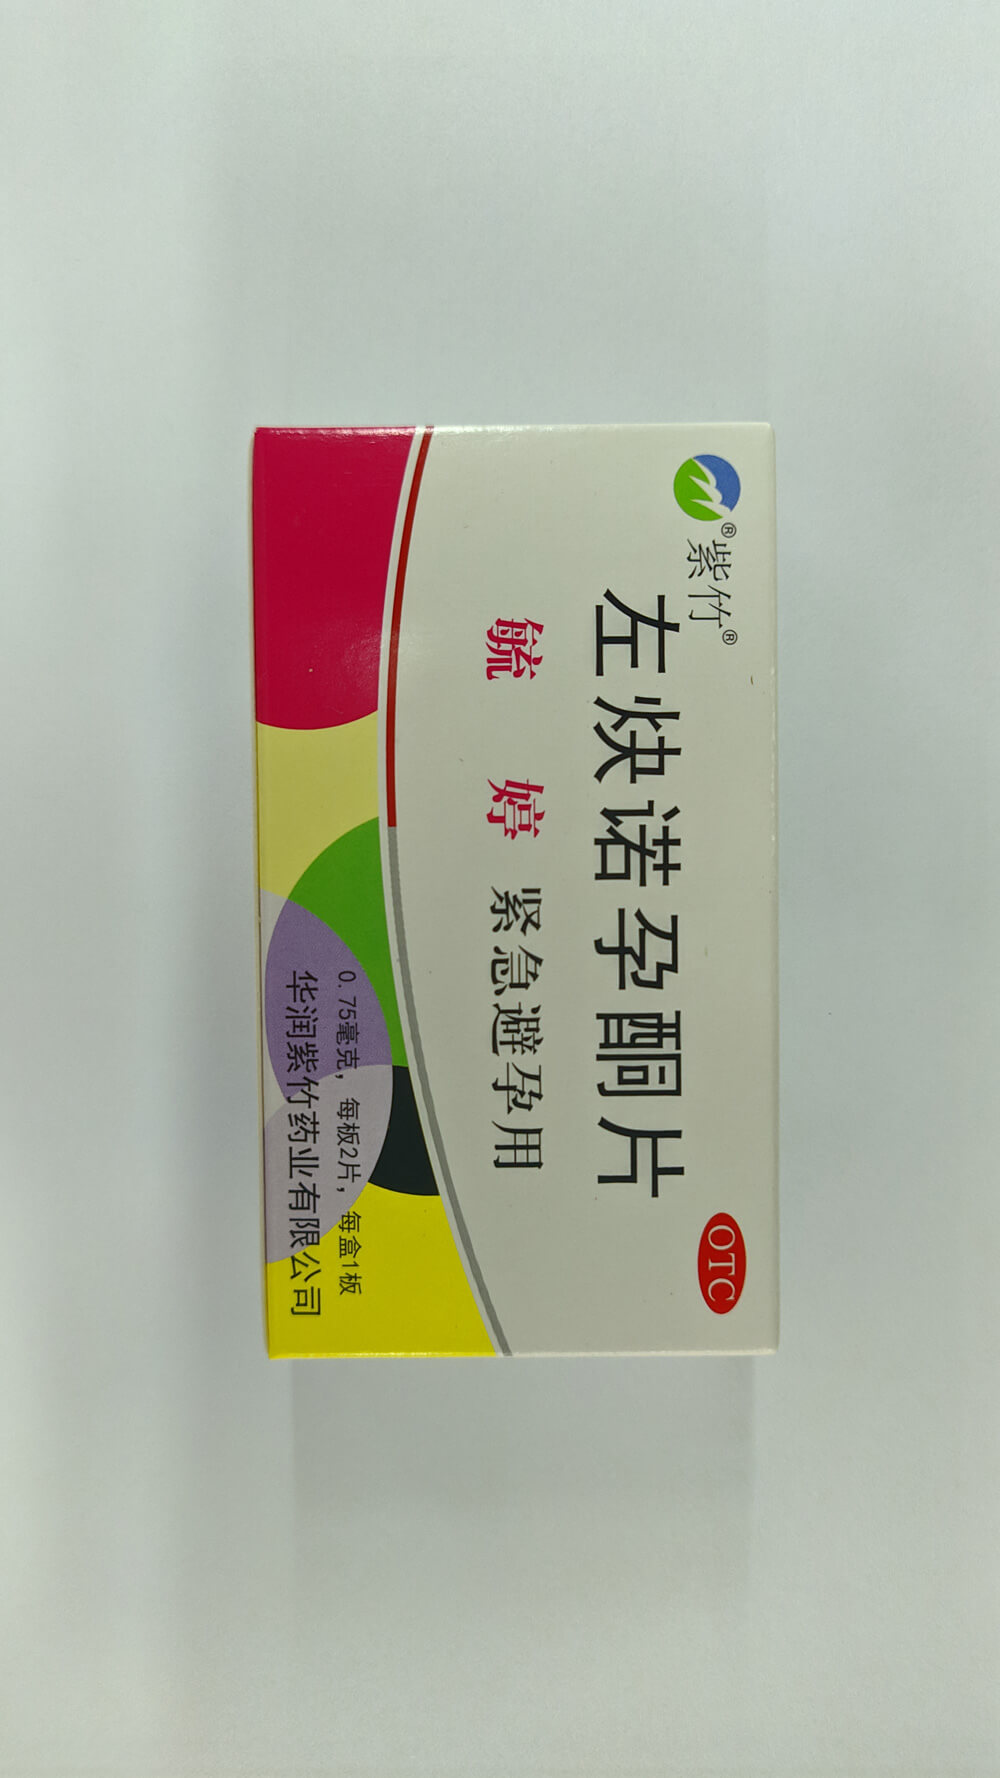 ®紫竹®
左炔诺孕酮片
毓 婷 紧急避孕用
OTC
0.75毫克，每板2片，每盒1板
华润紫竹药业有限公司